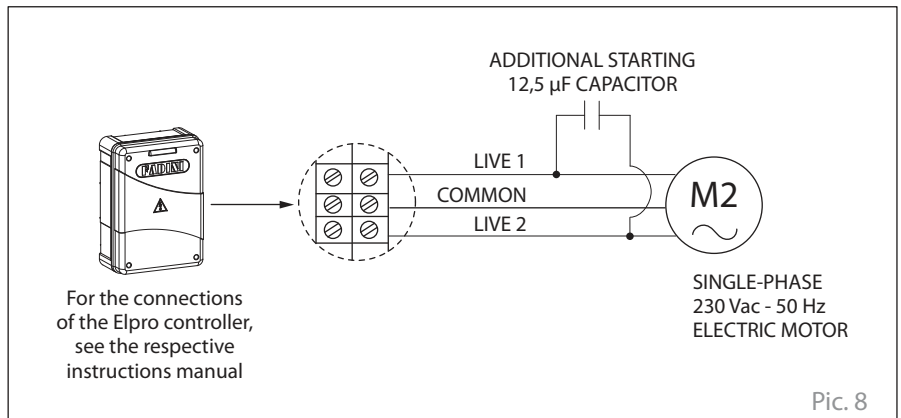 ADDITIONAL STARTING
12,5 µF CAPACITOR
FADINI
LIVE 1
COMMON
LIVE 2
M2
For the connections
of the Elpro controller,
see the respective
instructions manual
SINGLE-PHASE
230 Vac - 50 Hz
ELECTRIC MOTOR
Pic. 8